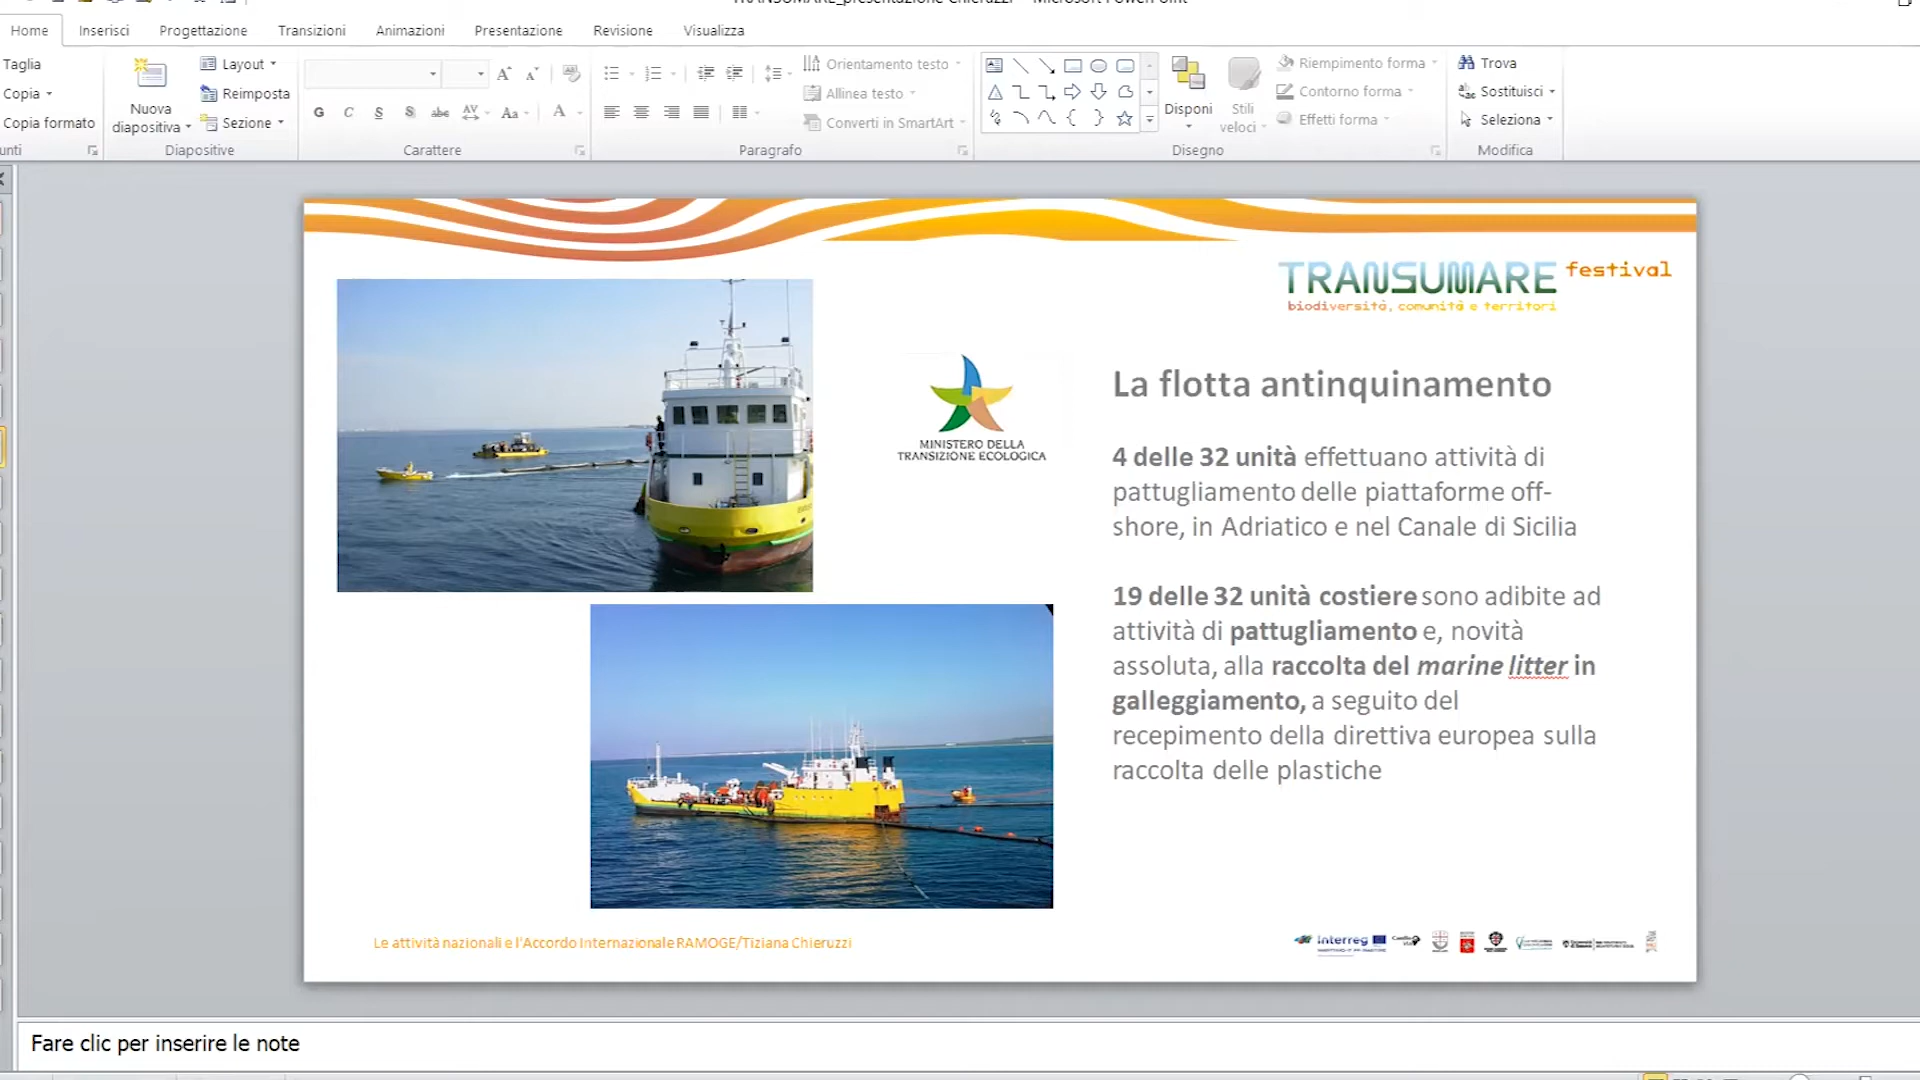 Home Inserisci Progettazione Transizioni Animazioni Presentazione Revisione Visualizza
Taglia
Copia
Copia formato
Nuova
diapositiva
Layout
Reimposta
Sezione
Diapositive
G C S S abc AV Aa A
Carattere
Orientamento testo
Allinea testo
Converti in SmartArt
Paragrafo
Disponi
Stili
veloci
Riempimento forma
Contorno forma
Effetti forma
Disegno
Trova
Sostituisci
Seleziona
Modifica
TRANSUMARE festival
biodiversità, comunità e territori
MINISTERO DELLA
TRANSIZIONE ECOLOGICA
La flotta antinquinamento
4 delle 32 unità effettuano attività di
pattugliamento delle piattaforme off-
shore, in Adriatico e nel Canale di Sicilia
19 delle 32 unità costiere sono adibite ad
attività di pattugliamento e, novità
assoluta, alla raccolta del marine litter in
galleggiamento, a seguito del
recepimento della direttiva europea sulla
raccolta delle plastiche
Le attività nazionali e l'Accordo Internazionale RAMOGE/Tiziana Chieruzzi
Interreg
Fare clic per inserire le note